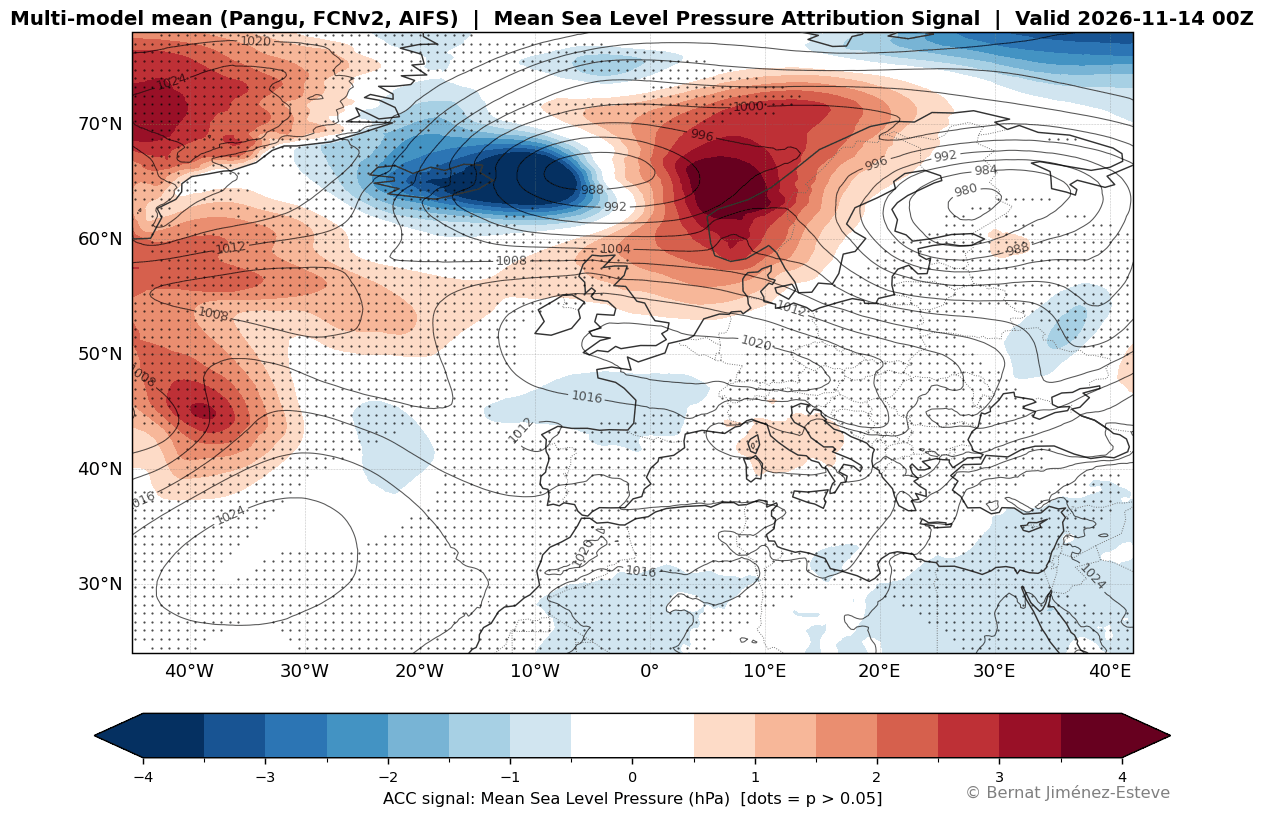 Multi-model mean (Pangu, FCNv2, AIFS)  |  Mean Sea Level Pressure Attribution Signal  |  Valid 2026-11-14 00Z
1020
1024
1000
70°N
996
992
996
984
988
980
992
60°N
1012
1004
988
1008
1008
1012
1020
50°N
1008
1016
1012
40°N
1016
1024
1020
1016
1024
30°N
40°W 30°W 20°W 10°W 0° 10°E 20°E 30°E 40°E
−4 −3 −2 −1 0 1 2 3 4
ACC signal: Mean Sea Level Pressure (hPa)  [dots = p > 0.05]
© Bernat Jiménez-Esteve